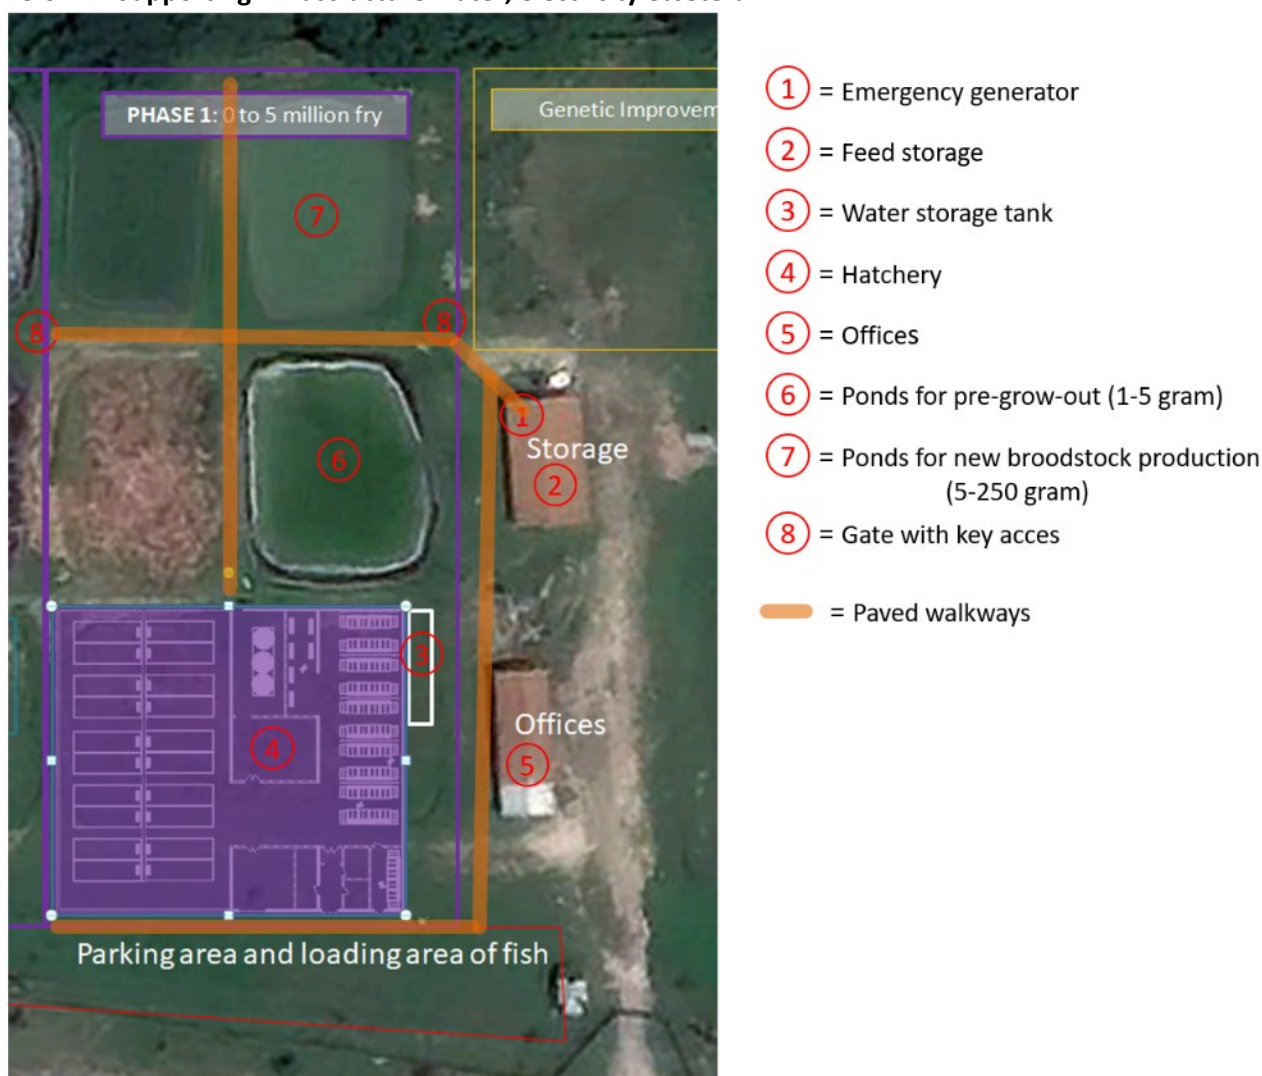 PHASE 1: 0 to 5 million fry
Genetic Improvem
7
8
8
1
Storage
2
6
3
Offices
4
5
Parking area and loading area of fish
1 = Emergency generator
2 = Feed storage
3 = Water storage tank
4 = Hatchery
5 = Offices
6 = Ponds for pre-grow-out (1-5 gram)
7 = Ponds for new broodstock production
(5-250 gram)
8 = Gate with key acces
= Paved walkways